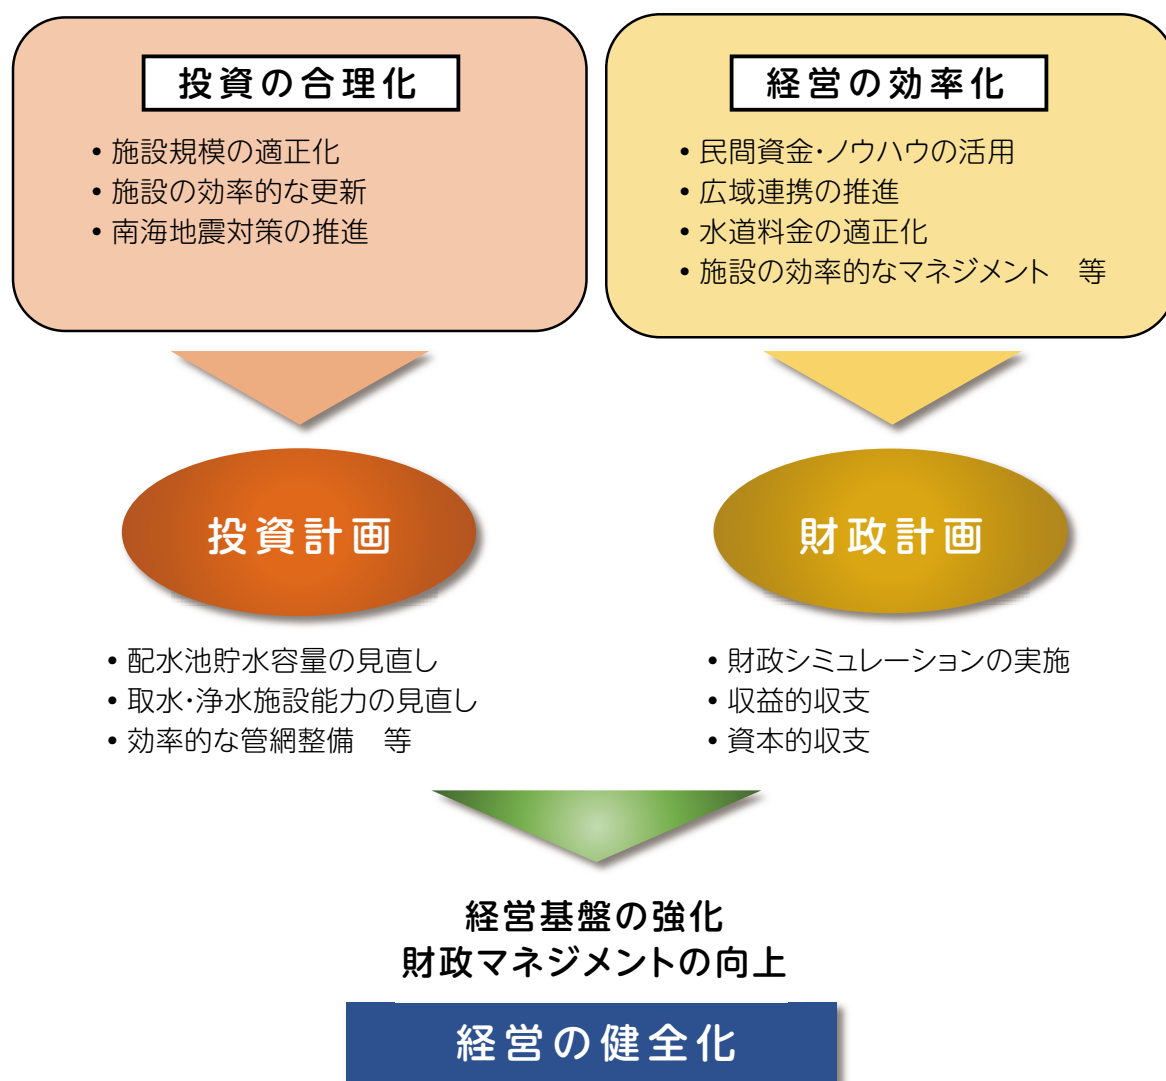 投資の合理化
• 施設規模の適正化
• 施設の効率的な更新
• 南海地震対策の推進
経営の効率化
• 民間資金･ノウハウの活用
• 広域連携の推進
• 水道料金の適正化
• 施設の効率的なマネジメント　等
投資計画
• 配水池貯水容量の見直し
• 取水･浄水施設能力の見直し
• 効率的な管網整備　等
財政計画
• 財政シミュレーションの実施
• 収益的収支
• 資本的収支
経営基盤の強化
財政マネジメントの向上
経営の健全化